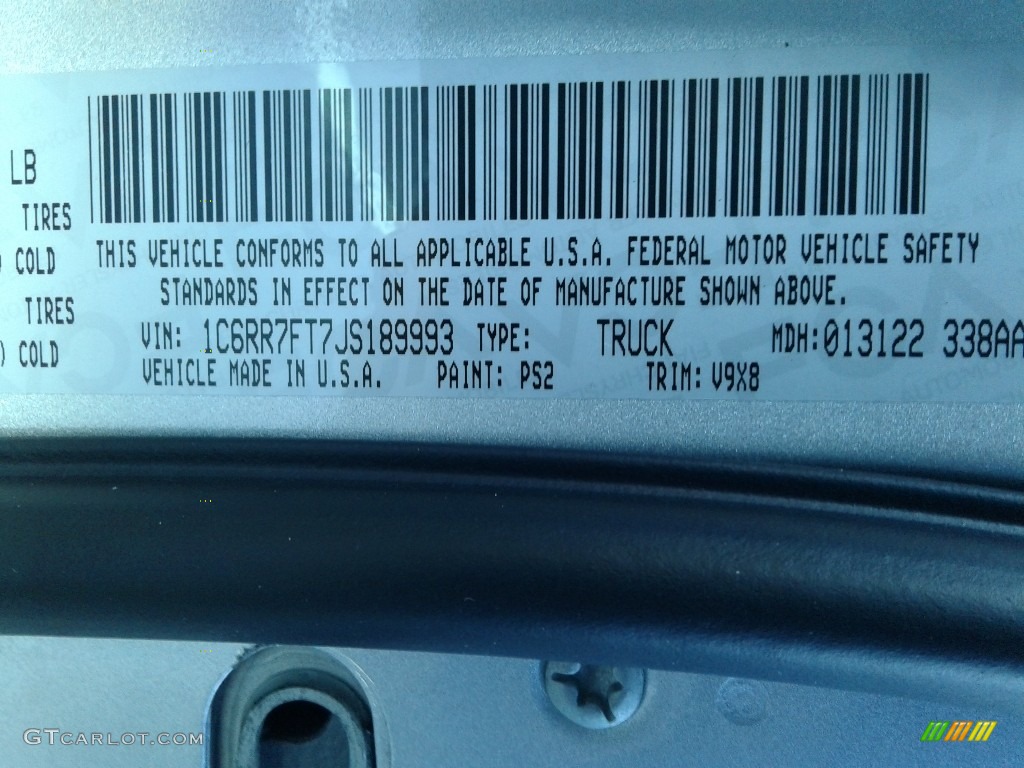 LB
TIRES
) COLD
TIRES
) COLD
THIS VEHICLE CONFORMS TO ALL APPLICABLE U.S.A. FEDERAL MOTOR VEHICLE SAFETY
STANDARDS IN EFFECT ON THE DATE OF MANUFACTURE SHOWN ABOVE.
VIN: 1C6RR7FT7JS189993 TYPE: TRUCK MDH:013122 338AA
VEHICLE MADE IN U.S.A. PAINT: PS2 TRIM: V9X8
GTCARLOT.COM